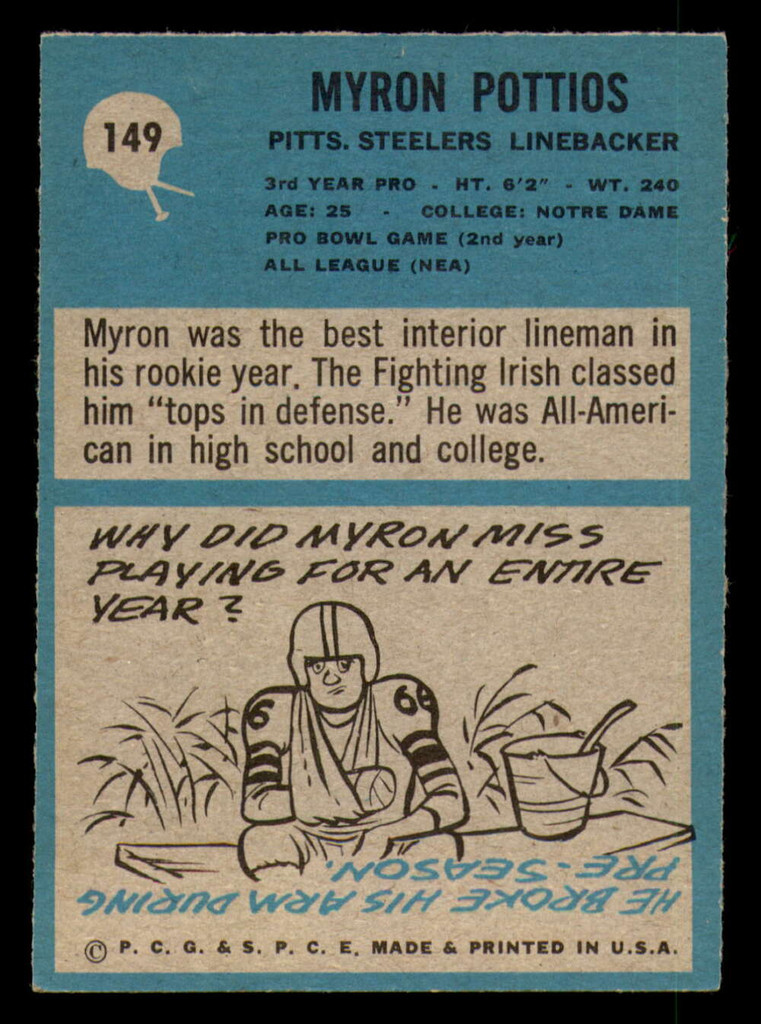 149
MYRON POTTIOS
PITTS. STEELERS LINEBACKER
3rd YEAR PRO - HT. 6'2" - WT. 240
AGE: 25 - COLLEGE: NOTRE DAME
PRO BOWL GAME (2nd year)
ALL LEAGUE (NEA)
Myron was the best interior lineman in
his rookie year. The Fighting Irish classed
him "tops in defense." He was All-Ameri-
can in high school and college.
WHY DID MYRON MISS
PLAYING FOR AN ENTIRE
YEAR?
6
66
HE BROKE HIS ARM DURING
PRE-SEASON.
© P. C. G. & S. P. C. E. MADE & PRINTED IN U.S.A.